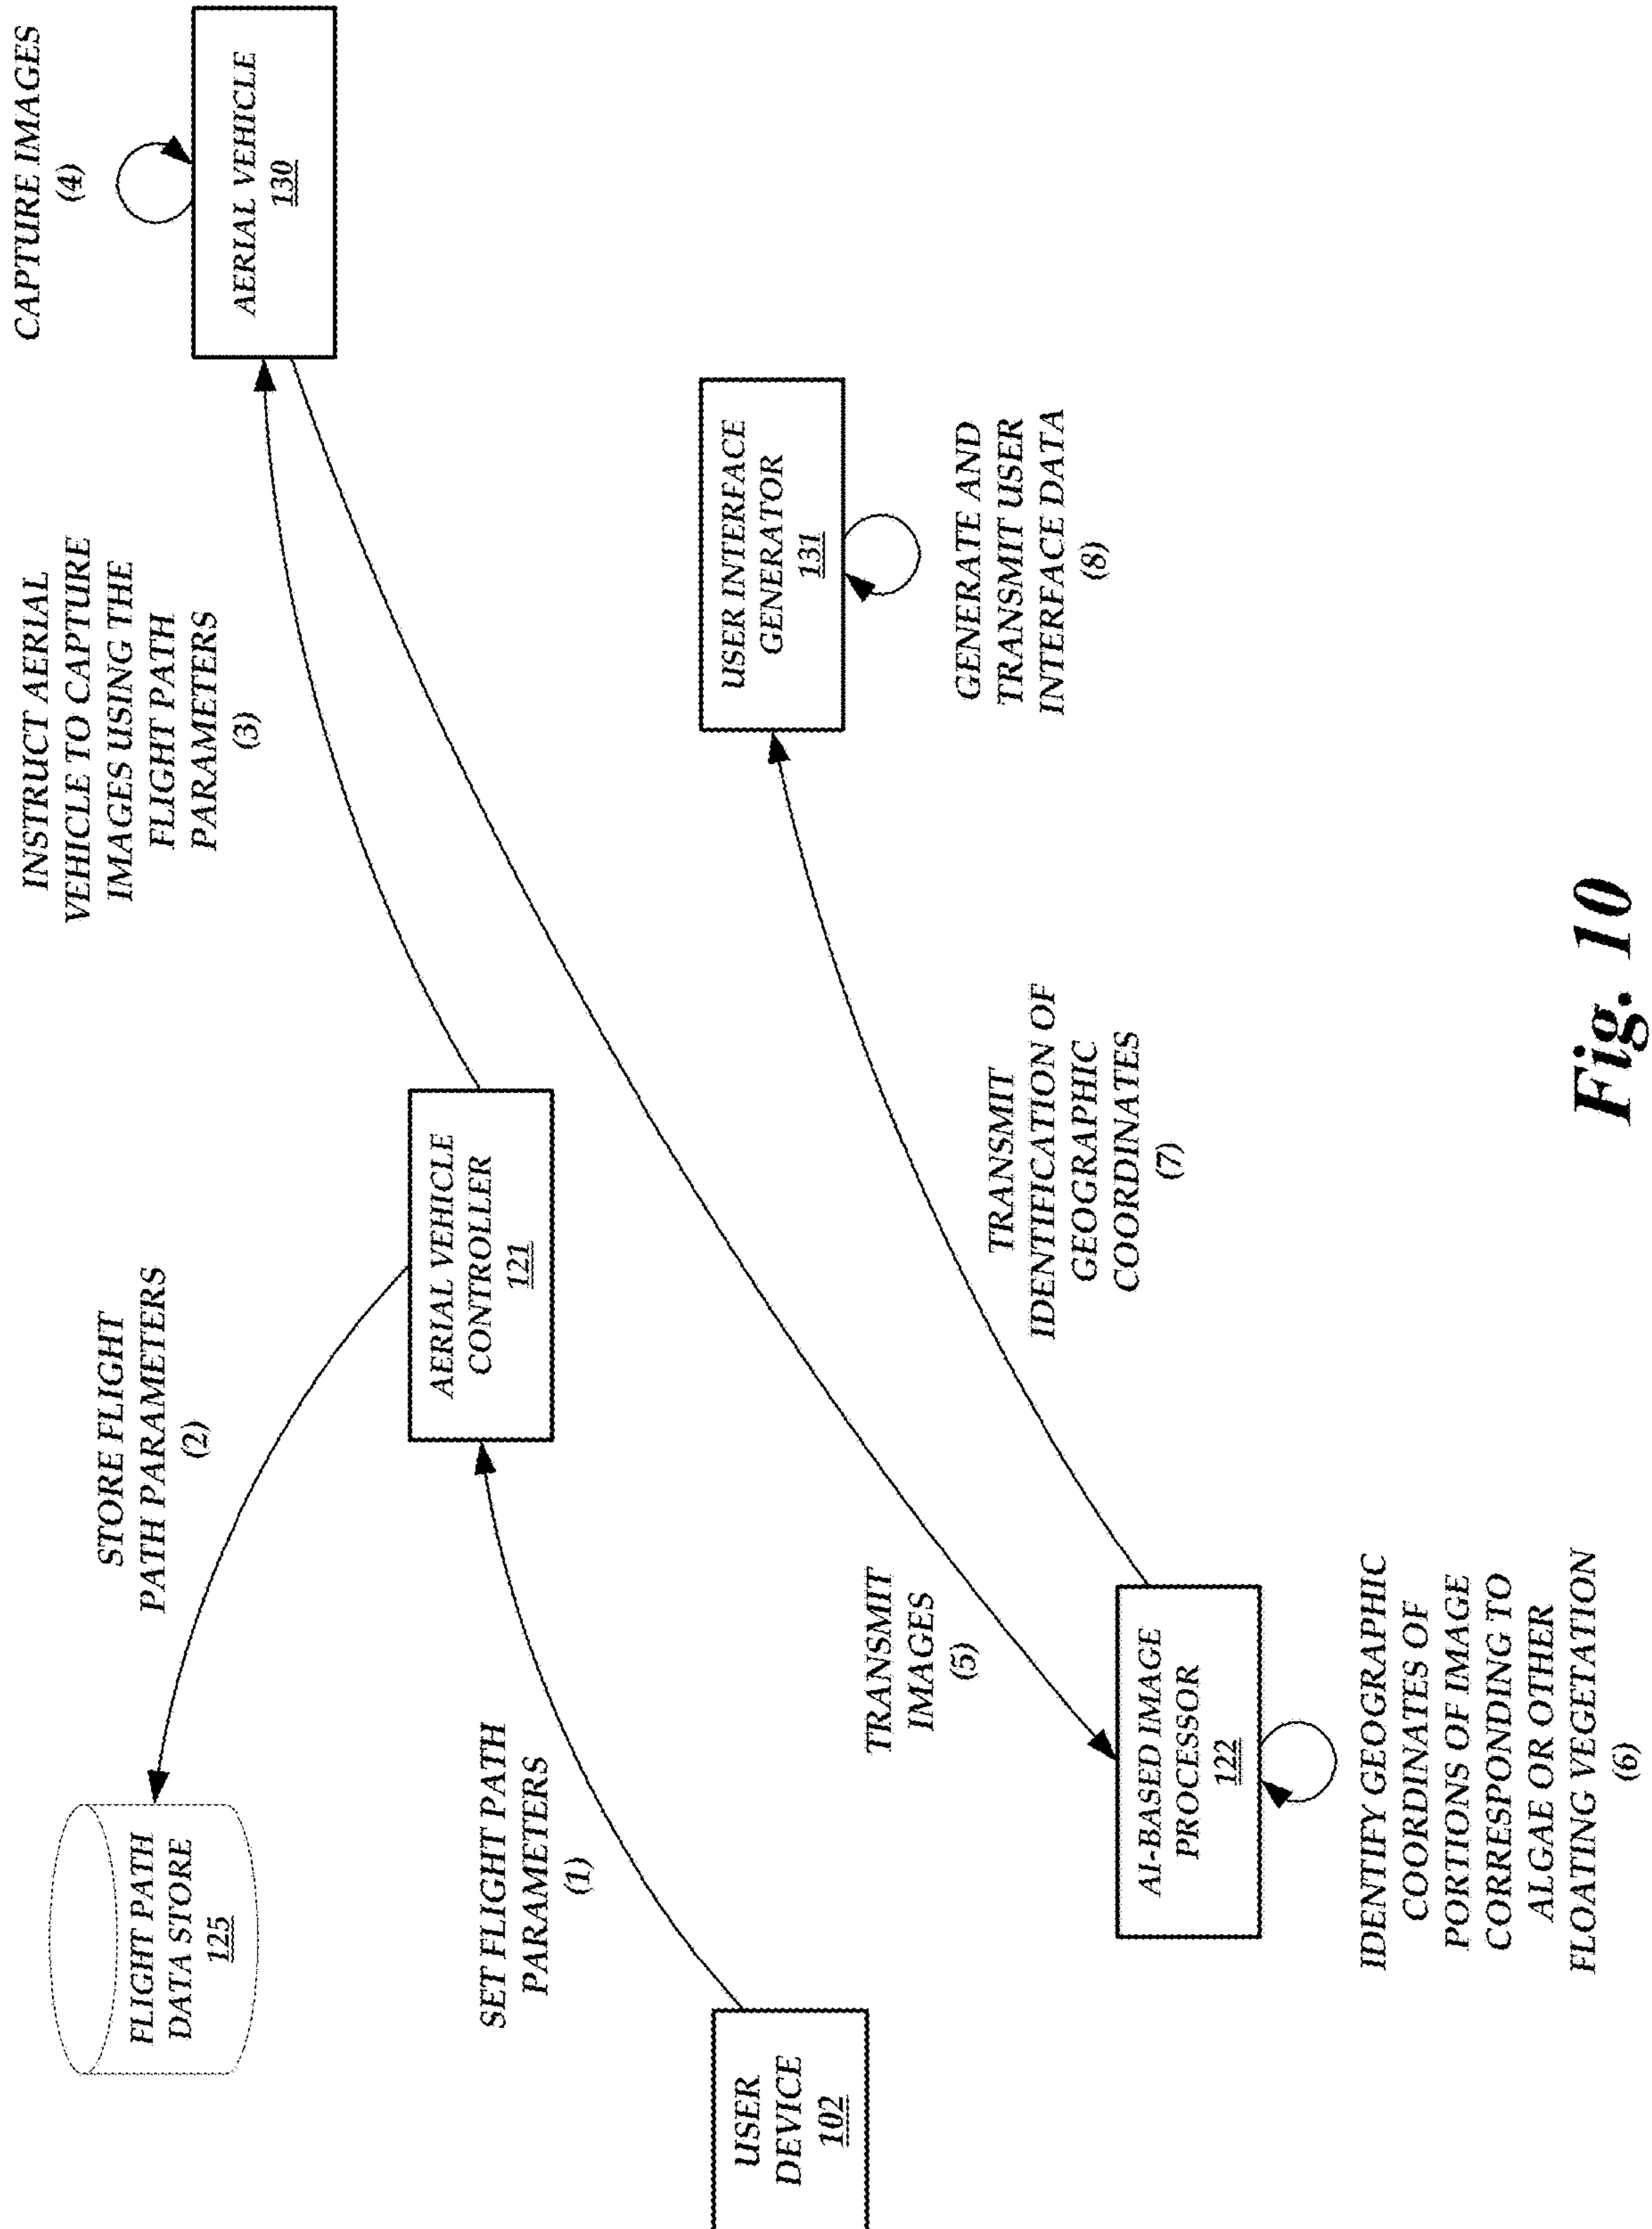 FLIGHT PATH
DATA STORE
125
STORE FLIGHT
PATH PARAMETERS
(2)
INSTRUCT AERIAL
VEHICLE TO CAPTURE
IMAGES USING THE
FLIGHT PATH
PARAMETERS
(3)
CAPTURE IMAGES
(4)
AERIAL VEHICLE
130
SET FLIGHT PATH
PARAMETERS
(1)
AERIAL VEHICLE
CONTROLLER
121
USER
DEVICE
102
TRANSMIT
IMAGES
(5)
USER INTERFACE
GENERATOR
131
GENERATE AND
TRANSMIT USER
INTERFACE DATA
(8)
TRANSMIT
IDENTIFICATION OF
GEOGRAPHIC
COORDINATES
(7)
AI-BASED IMAGE
PROCESSOR
122
IDENTIFY GEOGRAPHIC
COORDINATES OF
PORTIONS OF IMAGE
CORRESPONDING TO
ALGAE OR OTHER
FLOATING VEGETATION
(6)
Fig. 10